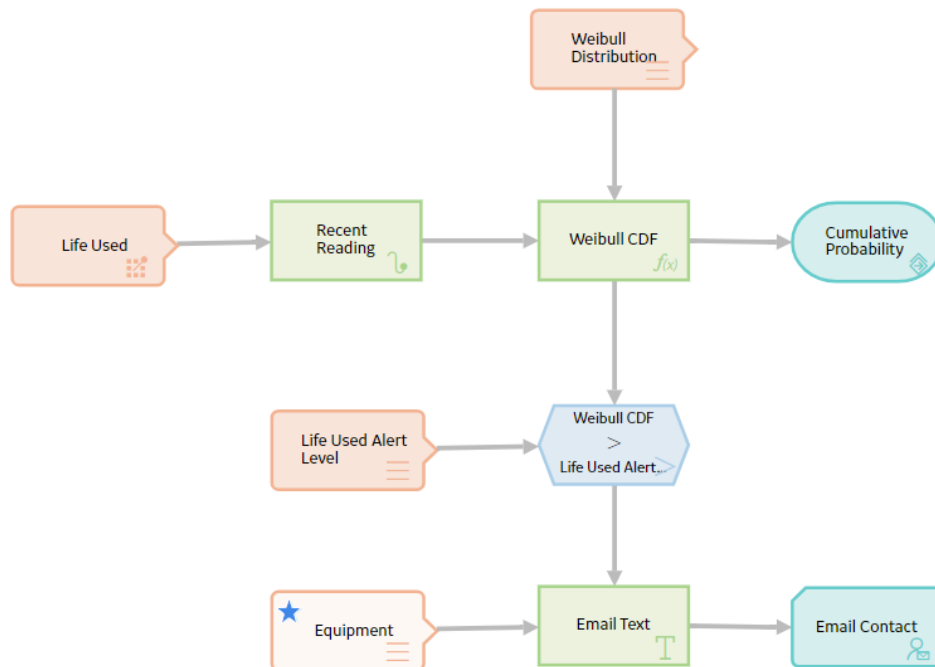 Weibull
Distribution
Life Used
Recent
Reading
Weibull CDF
f(x)
Cumulative
Probability
Life Used Alert
Level
Weibull CDF
>
Life Used Alert...
Equipment
Email Text
T
Email Contact